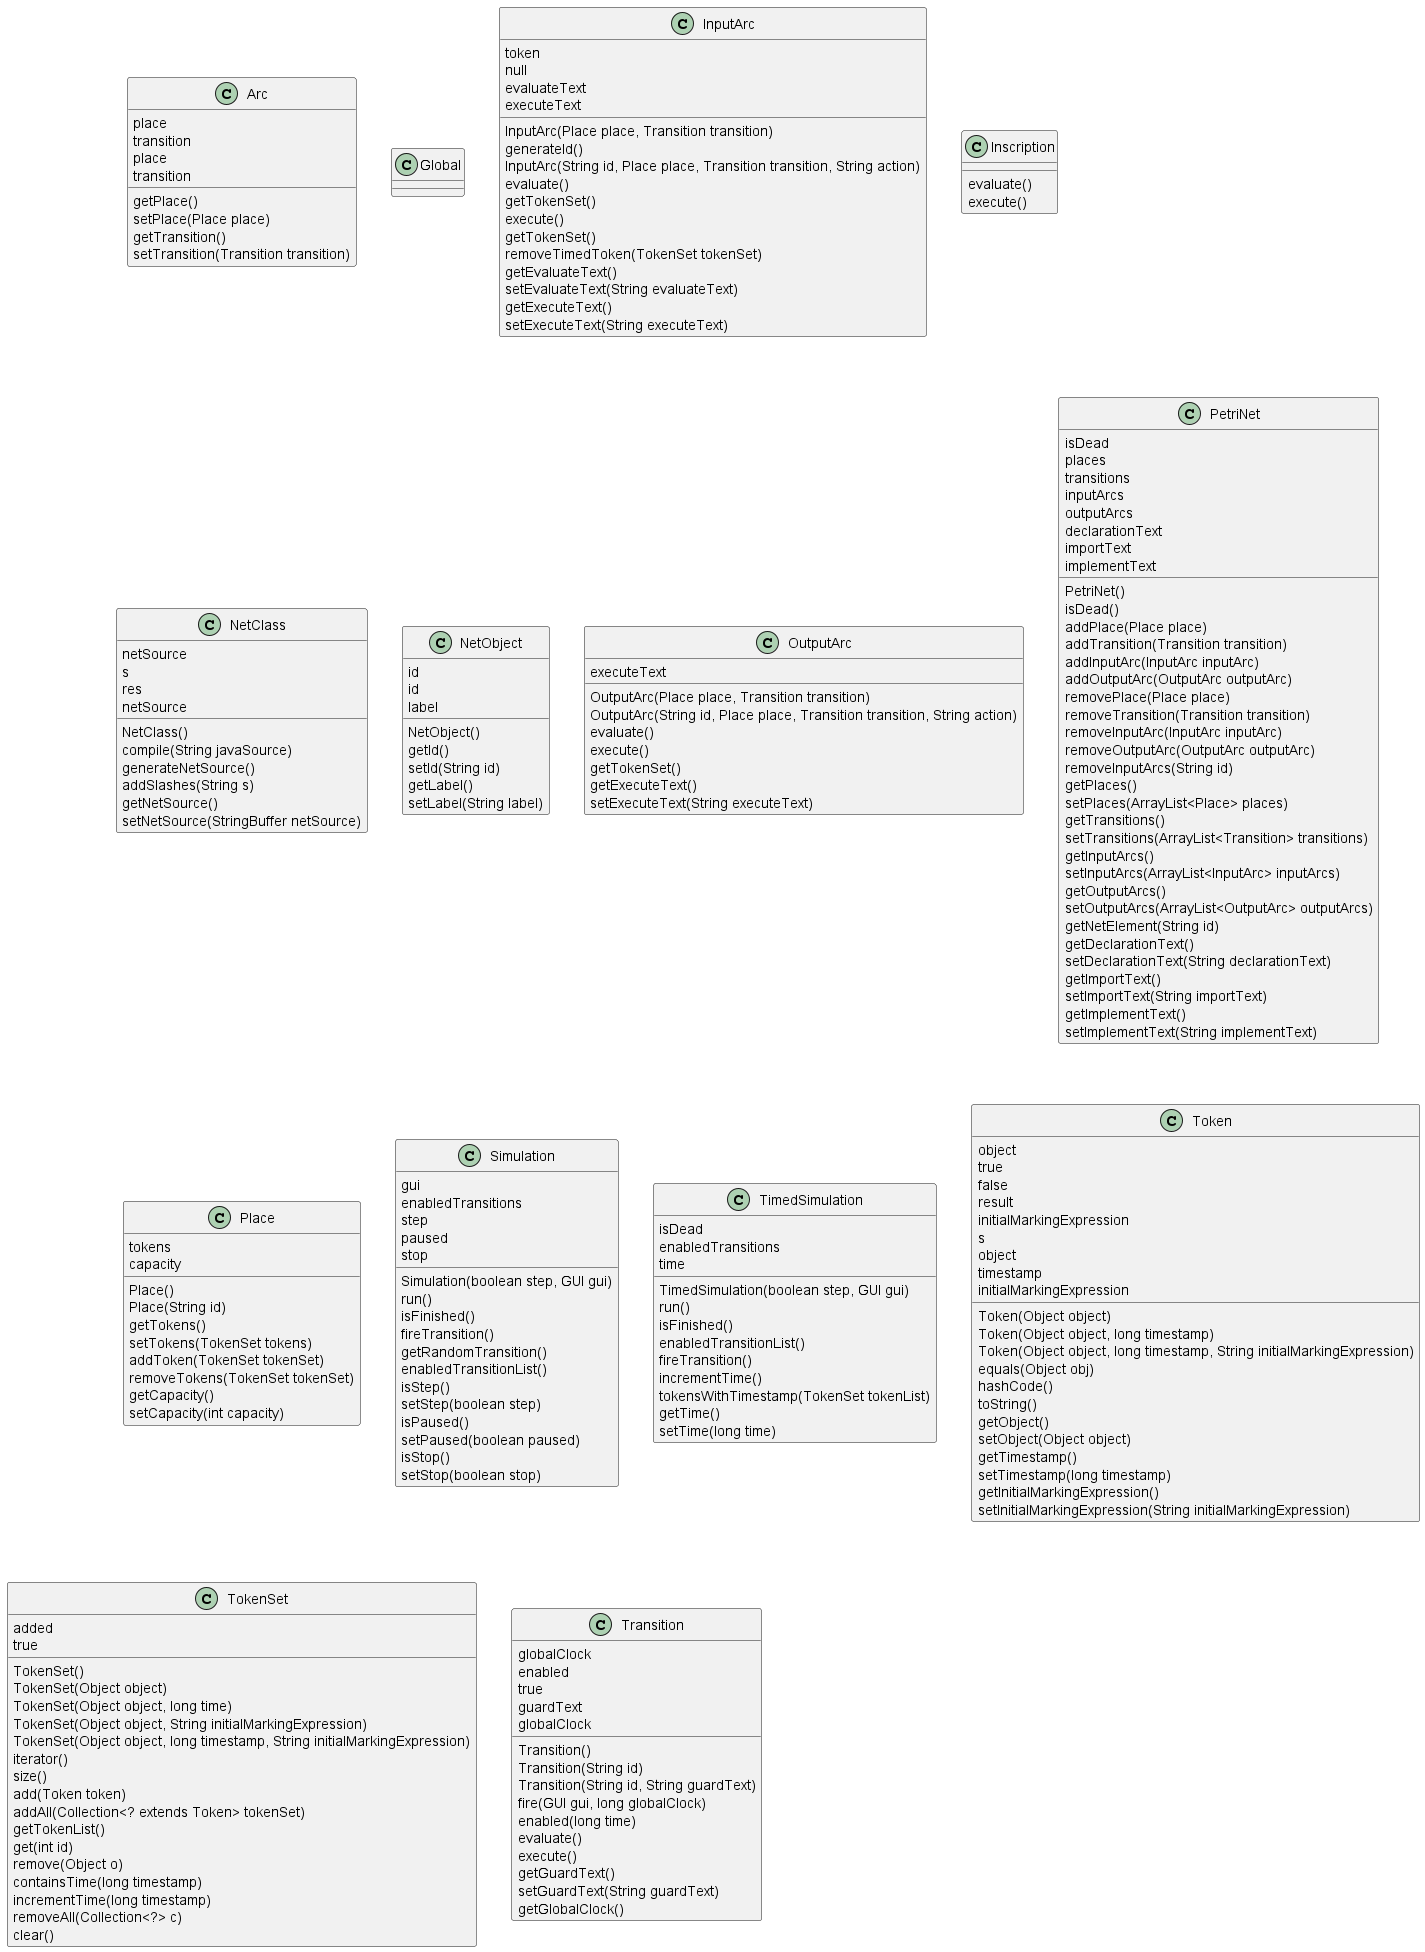 C Arc
place
transition
place
transition
getPlace()
setPlace(Place place)
getTransition()
setTransition(Transition transition)
C Global
C InputArc
token
null
evaluateText
executeText
InputArc(Place place, Transition transition)
generateId()
InputArc(String id, Place place, Transition transition, String action)
evaluate()
getTokenSet()
execute()
getTokenSet()
removeTimedToken(TokenSet tokenSet)
getEvaluateText()
setEvaluateText(String evaluateText)
getExecuteText()
setExecuteText(String executeText)
C Inscription
evaluate()
execute()
C NetClass
netSource
s
res
netSource
NetClass()
compile(String javaSource)
generateNetSource()
addSlashes(String s)
getNetSource()
setNetSource(StringBuffer netSource)
C NetObject
id
id
label
NetObject()
getId()
setId(String id)
getLabel()
setLabel(String label)
C OutputArc
executeText
OutputArc(Place place, Transition transition)
OutputArc(String id, Place place, Transition transition, String action)
evaluate()
execute()
getTokenSet()
getExecuteText()
setExecuteText(String executeText)
C PetriNet
isDead
places
transitions
inputArcs
outputArcs
declarationText
importText
implementText
PetriNet()
isDead()
addPlace(Place place)
addTransition(Transition transition)
addInputArc(InputArc inputArc)
addOutputArc(OutputArc outputArc)
removePlace(Place place)
removeTransition(Transition transition)
removeInputArc(InputArc inputArc)
removeOutputArc(OutputArc outputArc)
removeInputArcs(String id)
getPlaces()
setPlaces(ArrayList<Place> places)
getTransitions()
setTransitions(ArrayList<Transition> transitions)
getInputArcs()
setInputArcs(ArrayList<InputArc> inputArcs)
getOutputArcs()
setOutputArcs(ArrayList<OutputArc> outputArcs)
getNetElement(String id)
getDeclarationText()
setDeclarationText(String declarationText)
getImportText()
setImportText(String importText)
getImplementText()
setImplementText(String implementText)
C Place
tokens
capacity
Place()
Place(String id)
getTokens()
setTokens(TokenSet tokens)
addToken(TokenSet tokenSet)
removeTokens(TokenSet tokenSet)
getCapacity()
setCapacity(int capacity)
C Simulation
gui
enabledTransitions
step
paused
stop
Simulation(boolean step, GUI gui)
run()
isFinished()
fireTransition()
getRandomTransition()
enabledTransitionList()
isStep()
setStep(boolean step)
isPaused()
setPaused(boolean paused)
isStop()
setStop(boolean stop)
C TimedSimulation
isDead
enabledTransitions
time
TimedSimulation(boolean step, GUI gui)
run()
isFinished()
enabledTransitionList()
fireTransition()
incrementTime()
tokensWithTimestamp(TokenSet tokenList)
getTime()
setTime(long time)
C Token
object
true
false
result
initialMarkingExpression
s
object
timestamp
initialMarkingExpression
Token(Object object)
Token(Object object, long timestamp)
Token(Object object, long timestamp, String initialMarkingExpression)
equals(Object obj)
hashCode()
toString()
getObject()
setObject(Object object)
getTimestamp()
setTimestamp(long timestamp)
getInitialMarkingExpression()
setInitialMarkingExpression(String initialMarkingExpression)
C TokenSet
added
true
TokenSet()
TokenSet(Object object)
TokenSet(Object object, long time)
TokenSet(Object object, String initialMarkingExpression)
TokenSet(Object object, long timestamp, String initialMarkingExpression)
iterator()
size()
add(Token token)
addAll(Collection<? extends Token> tokenSet)
getTokenList()
get(int id)
remove(Object o)
containsTime(long timestamp)
incrementTime(long timestamp)
removeAll(Collection<?> c)
clear()
C Transition
globalClock
enabled
true
guardText
globalClock
Transition()
Transition(String id)
Transition(String id, String guardText)
fire(GUI gui, long globalClock)
enabled(long time)
evaluate()
execute()
getGuardText()
setGuardText(String guardText)
getGlobalClock()